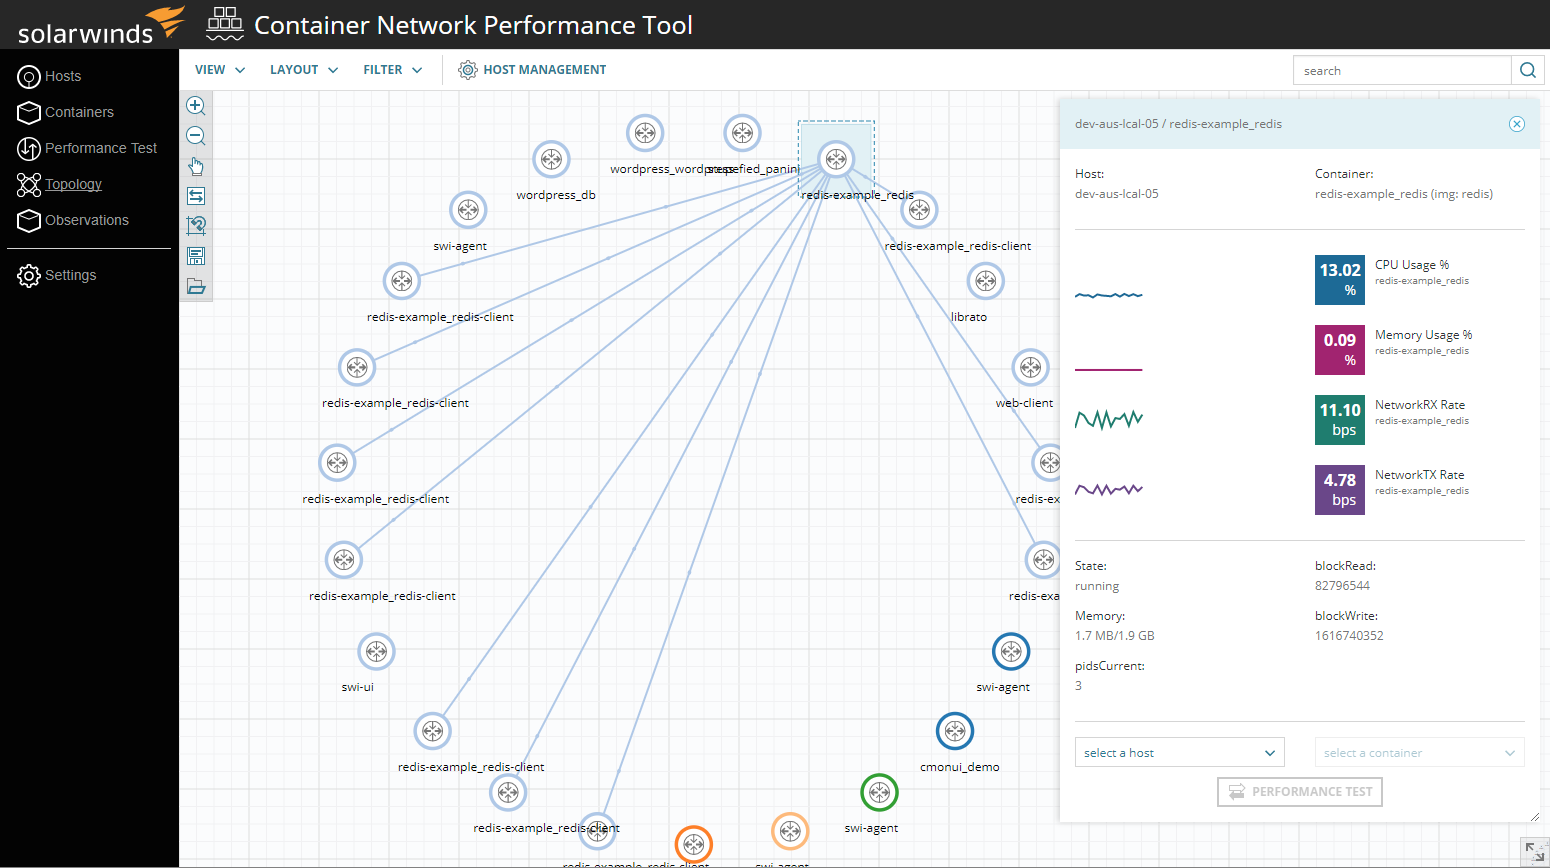 solarwinds
Container Network Performance Tool
Hosts
Containers
Performance Test
Topology
Observations
Settings
VIEW
LAYOUT
FILTER
HOST MANAGEMENT
search
wordpress_db
wordpress_wordpress
redis-example_redis
swi-agent
redis-example_redis-client
redis-example_redis-client
librato
redis-example_redis-client
web-client
redis-example_redis-client
redis-ex
redis-example_redis-client
redis-exa
swi-ui
swi-agent
redis-example_redis-client
cmonui_demo
redis-example_redis-client
swi-agent
redis-example_redis-client
swi-agent
dev-aus-lcal-05 / redis-example_redis
Host:
dev-aus-lcal-05
Container:
redis-example_redis (img: redis)
13.02
%
CPU Usage %
redis-example_redis
0.09
%
Memory Usage %
redis-example_redis
11.10
bps
NetworkRX Rate
redis-example_redis
4.78
bps
NetworkTX Rate
redis-example_redis
State:
running
blockRead:
82796544
Memory:
1.7 MB/1.9 GB
blockWrite:
1616740352
pidsCurrent:
3
select a host
select a container
PERFORMANCE TEST